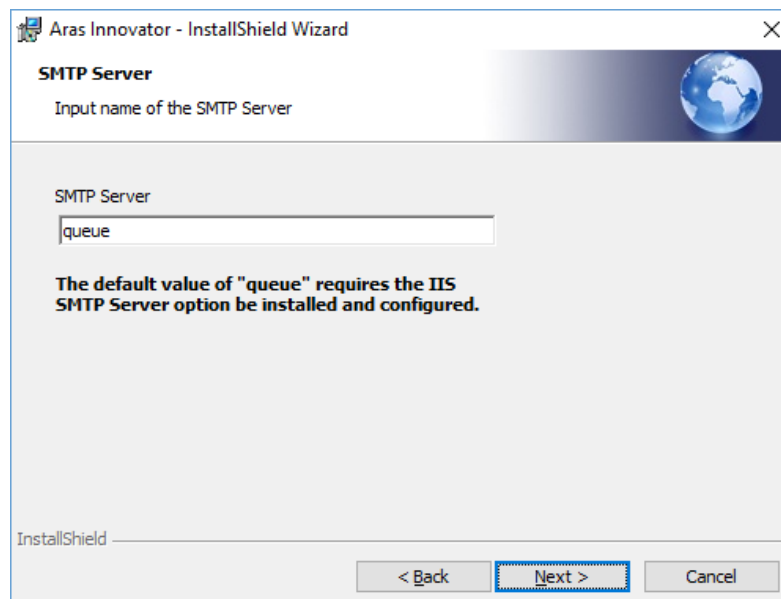 Aras Innovator - InstallShield Wizard
SMTP Server
Input name of the SMTP Server
SMTP Server
queue
The default value of "queue" requires the IIS
SMTP Server option be installed and configured.
InstallShield
< Back
Next >
Cancel